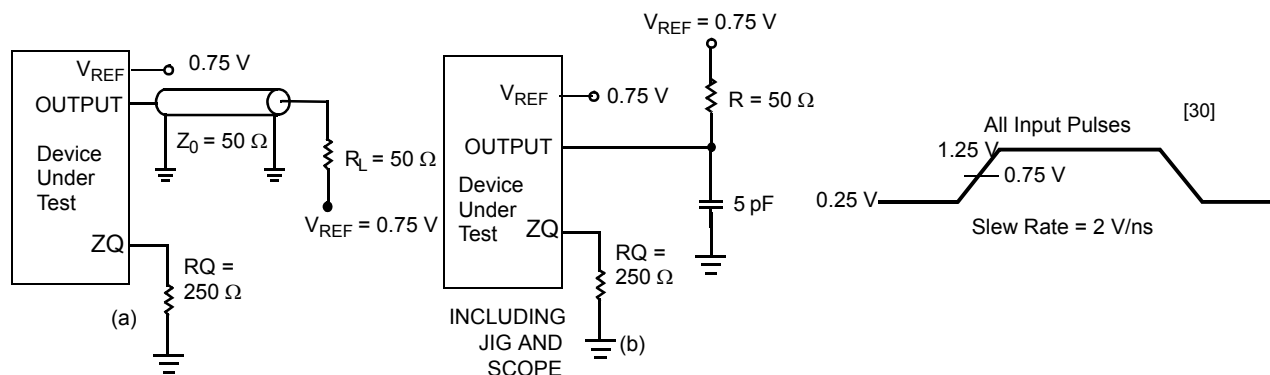 V_REF
0.75 V
OUTPUT
Z_0 = 50 Ω
Device
Under
Test
R_L = 50 Ω
V_REF = 0.75 V
ZQ
RQ =
250 Ω
(a)
V_REF = 0.75 V
V_REF
0.75 V
R = 50 Ω
OUTPUT
Device
Under
Test
5 pF
ZQ
RQ =
250 Ω
INCLUDING
JIG AND
SCOPE
(b)
[30]
All Input Pulses
1.25 V
0.75 V
0.25 V
Slew Rate = 2 V/ns